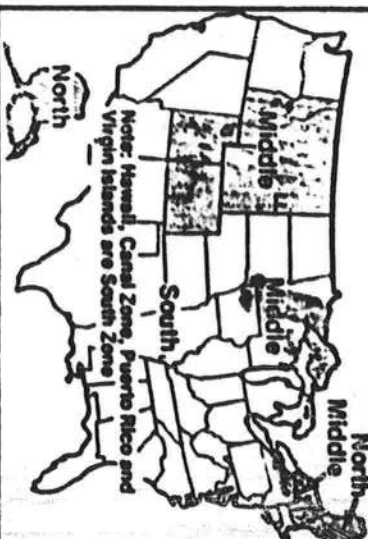 North
Middle
Middle
South
North
Middle
Note: Hawaii, Canal Zone, Puerto Rico and
Virgin Islands are South Zone